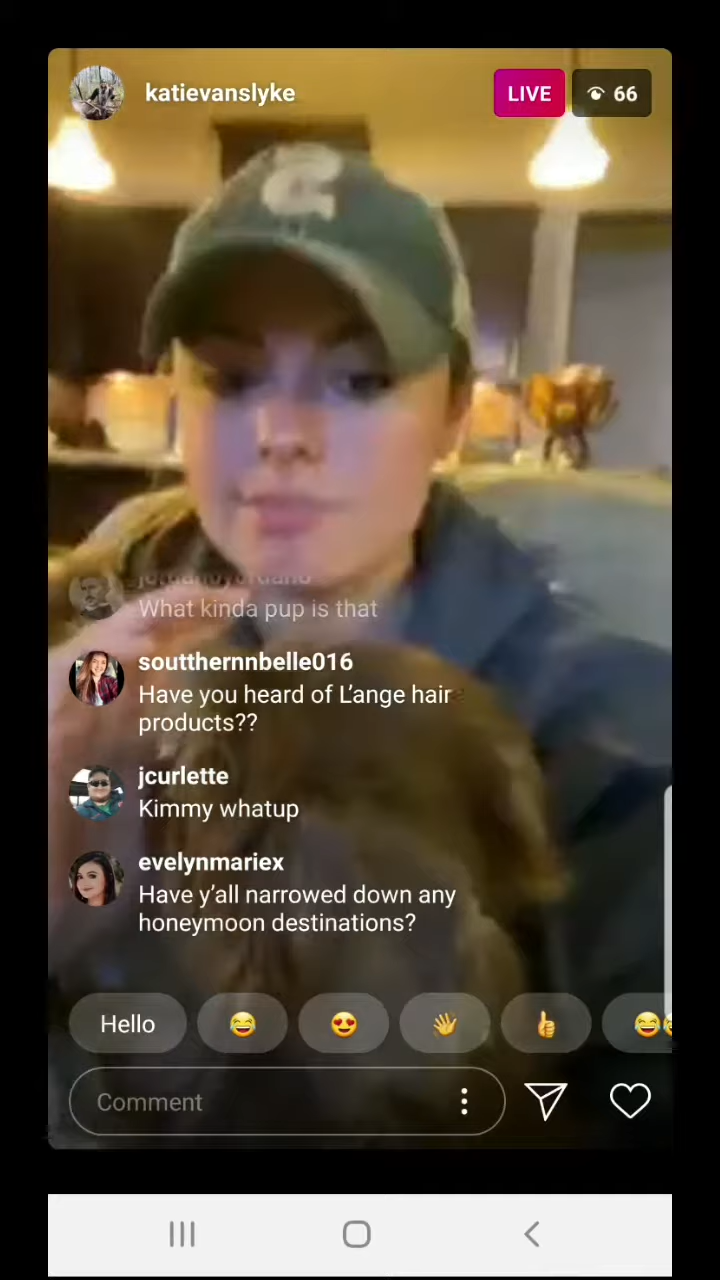 katievanslyke
LIVE
66
What kinda pup is that
soutthernnbelle016
Have you heard of L'ange hair
products??
jcurlette
Kimmy whatup
evelynmariex
Have y'all narrowed down any
honeymoon destinations?
Hello
Comment